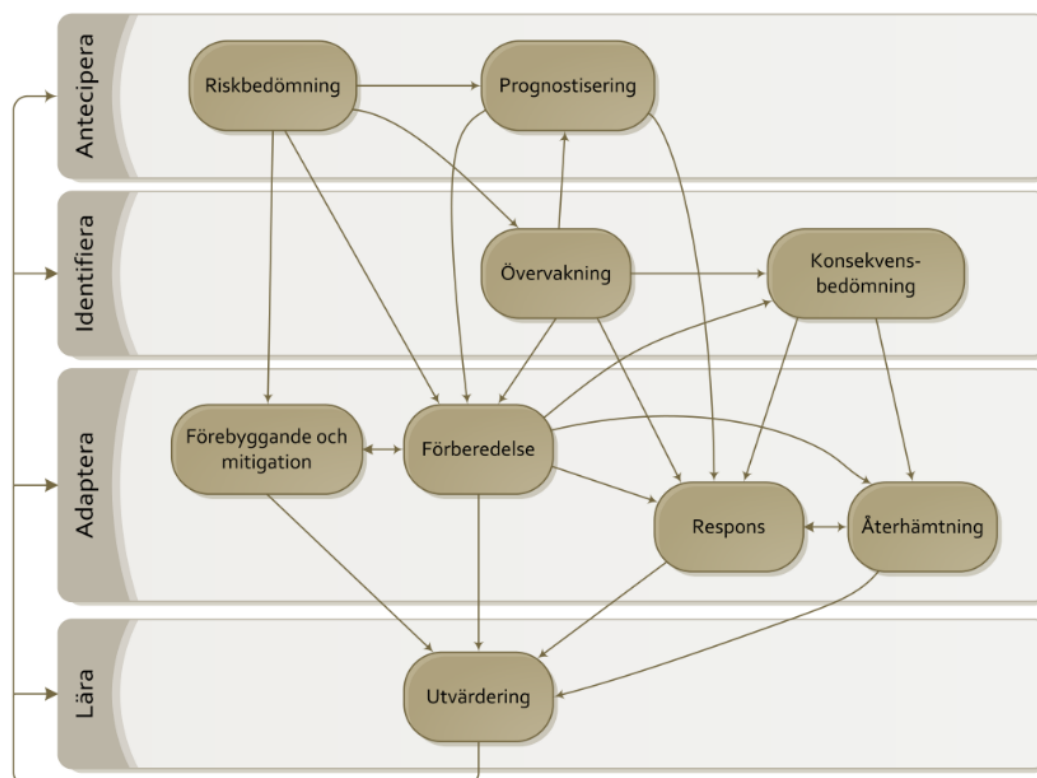 Antecipera
Riskbedömning
Prognostisering
Identifiera
Övervakning
Konsekvens-
bedömning
Adaptera
Förebyggande och
mitigation
Förberedelse
Respons
Återhämtning
Lära
Utvärdering